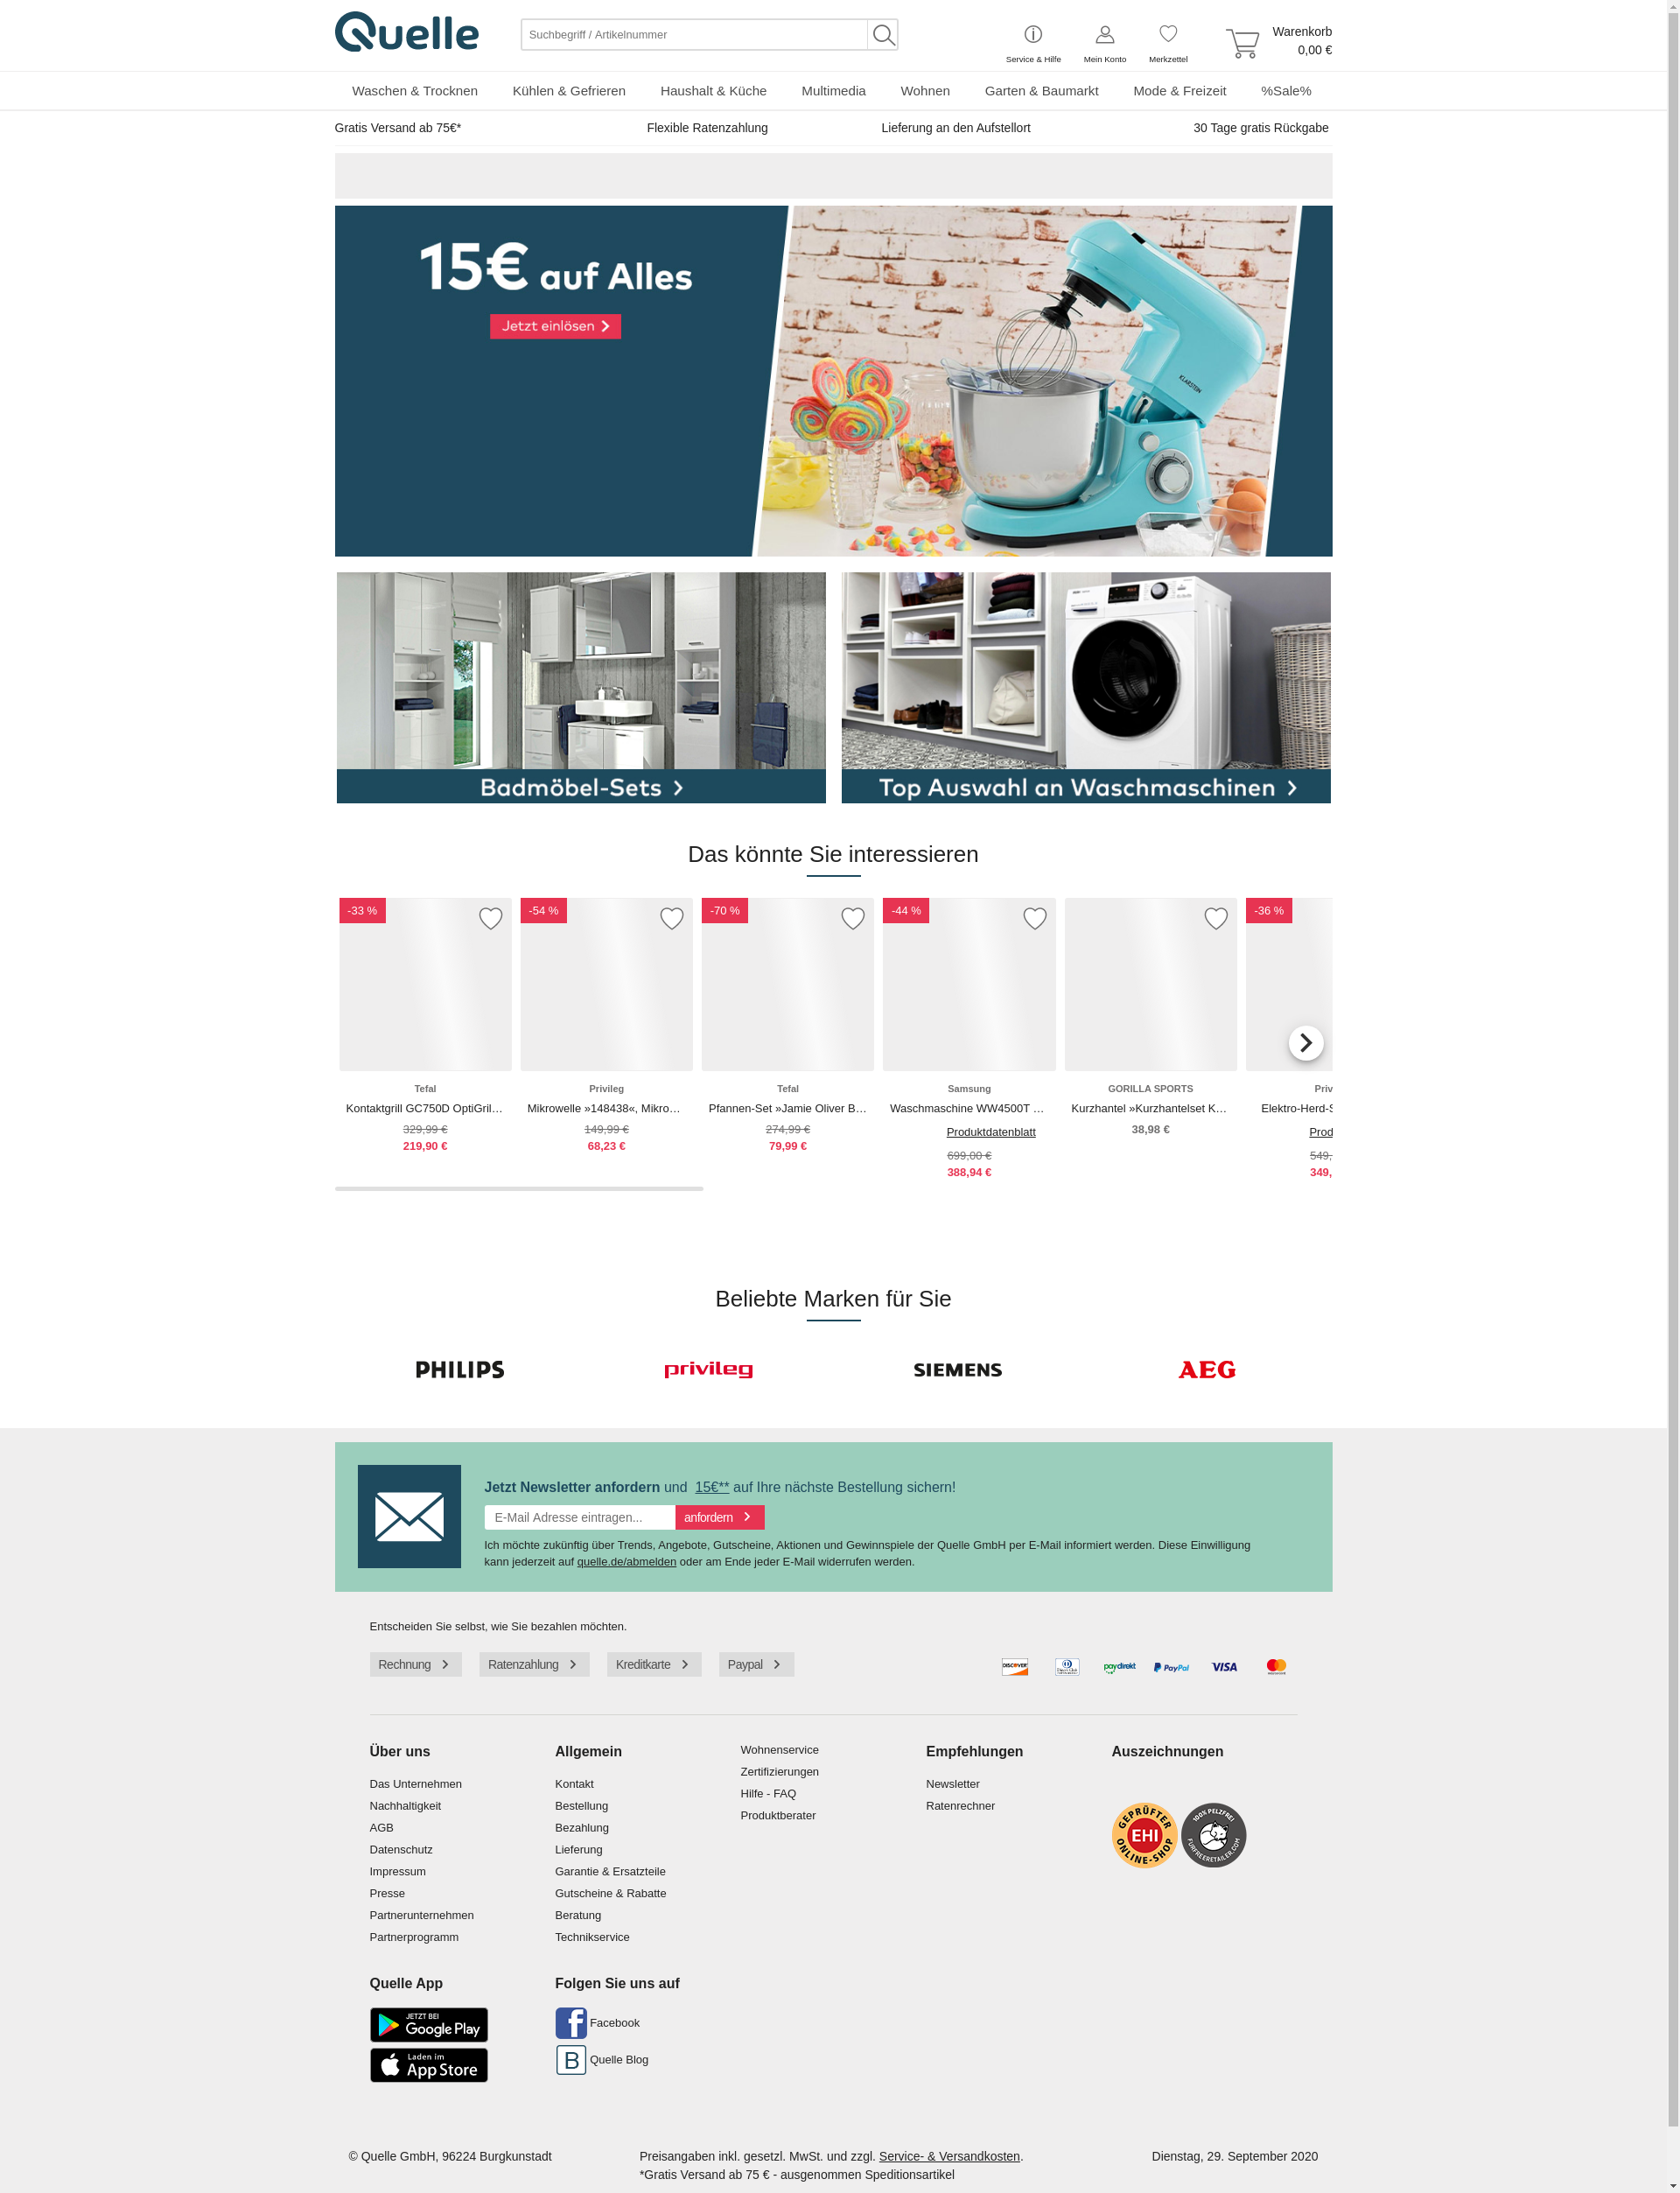 Quelle
Suchbegriff / Artikelnummer
Service & Hilfe
Mein Konto
Merkzettel
Warenkorb
0,00 €
Waschen & Trocknen
Kühlen & Gefrieren
Haushalt & Küche
Multimedia
Wohnen
Garten & Baumarkt
Mode & Freizeit
%Sale%
Gratis Versand ab 75€*
Flexible Ratenzahlung
Lieferung an den Aufstellort
30 Tage gratis Rückgabe
15€ auf Alles
Jetzt einlösen
KLARSTEIN
Badmöbel-Sets
Top Auswahl an Waschmaschinen
Das könnte Sie interessieren
-33 %
-54 %
-70 %
-44 %
-36 %
Tefal
Kontaktgrill GC750D OptiGril…
329,99 €
219,90 €
Privileg
Mikrowelle »148438«, Mikro…
149,99 €
68,23 €
Tefal
Pfannen-Set »Jamie Oliver B…
274,99 €
79,99 €
Samsung
Waschmaschine WW4500T …
Produktdatenblatt
699,00 €
388,94 €
GORILLA SPORTS
Kurzhantel »Kurzhantelset K…
38,98 €
Priv
Elektro-Herd-S
Prod
549,
349,
Beliebte Marken für Sie
PHILIPS
privileg
SIEMENS
AEG
Jetzt Newsletter anfordern und 15€** auf Ihre nächste Bestellung sichern!
E-Mail Adresse eintragen...
anfordern
Ich möchte zukünftig über Trends, Angebote, Gutscheine, Aktionen und Gewinnspiele der Quelle GmbH per E-Mail informiert werden. Diese Einwilligung
kann jederzeit auf quelle.de/abmelden oder am Ende jeder E-Mail widerrufen werden.
Entscheiden Sie selbst, wie Sie bezahlen möchten.
Rechnung
Ratenzahlung
Kreditkarte
Paypal
DISCOVER
paydirekt
PayPal
VISA
Über uns
Das Unternehmen
Nachhaltigkeit
AGB
Datenschutz
Impressum
Presse
Partnerunternehmen
Partnerprogramm
Allgemein
Kontakt
Bestellung
Bezahlung
Lieferung
Garantie & Ersatzteile
Gutscheine & Rabatte
Beratung
Technikservice
Wohnenservice
Zertifizierungen
Hilfe - FAQ
Produktberater
Empfehlungen
Newsletter
Ratenrechner
Auszeichnungen
GEPRÜFTER
EHI
ONLINE-SHOP
100% PELZFREI
FURFREERETAILER.COM
Quelle App
JETZT BEI
Google Play
Laden im
App Store
Folgen Sie uns auf
Facebook
B
Quelle Blog
© Quelle GmbH, 96224 Burgkunstadt
Preisangaben inkl. gesetzl. MwSt. und zzgl. Service- & Versandkosten.
*Gratis Versand ab 75 € - ausgenommen Speditionsartikel
Dienstag, 29. September 2020